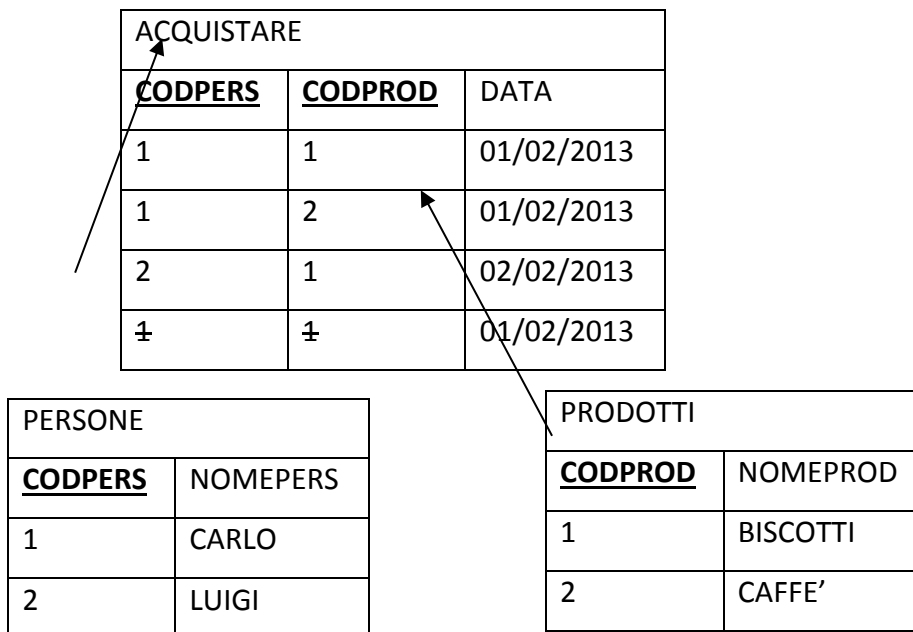 ACQUISTARE
CODPERS CODPROD DATA
1 1 01/02/2013
1 2 01/02/2013
2 1 02/02/2013
1 1 01/02/2013
PERSONE
CODPERS NOMEPERS
1 CARLO
2 LUIGI
PRODOTTI
CODPROD NOMEPROD
1 BISCOTTI
2 CAFFE’